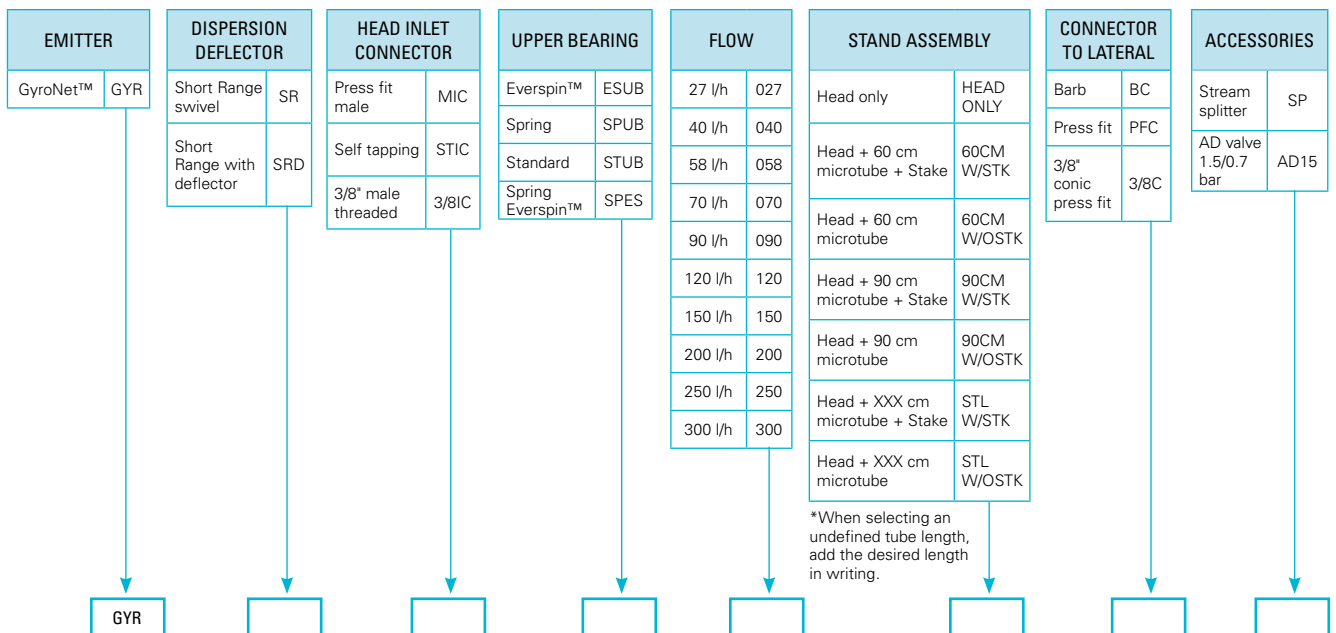 EMITTER
GyroNet™ GYR
DISPERSION
DEFLECTOR
Short Range
swivel
SR
Short
Range with
deflector
SRD
HEAD INLET
CONNECTOR
Press fit
male
MIC
Self tapping STIC
3/8" male
threaded
3/8IC
UPPER BEARING
Everspin™ ESUB
Spring SPUB
Standard STUB
Spring
Everspin™
SPES
FLOW
27 l/h 027
40 l/h 040
58 l/h 058
70 l/h 070
90 l/h 090
120 l/h 120
150 l/h 150
200 l/h 200
250 l/h 250
300 l/h 300
STAND ASSEMBLY
Head only
HEAD
ONLY
Head + 60 cm
microtube + Stake
60CM
W/STK
Head + 60 cm
microtube
60CM
W/OSTK
Head + 90 cm
microtube + Stake
90CM
W/STK
Head + 90 cm
microtube
90CM
W/OSTK
Head + XXX cm
microtube + Stake
STL
W/STK
Head + XXX cm
microtube
STL
W/OSTK
*When selecting an
undefined tube length,
add the desired length
in writing.
CONNECTOR
TO LATERAL
Barb BC
Press fit PFC
3/8"
conic
press fit
3/8C
ACCESSORIES
Stream
splitter
SP
AD valve
1.5/0.7
bar
AD15
GYR